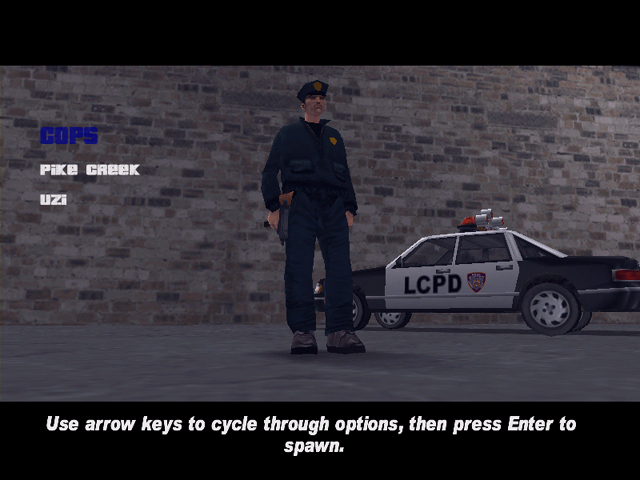 COPS
PIKE CREEK
UZI
LCPD
Use arrow keys to cycle through options, then press Enter to
spawn.